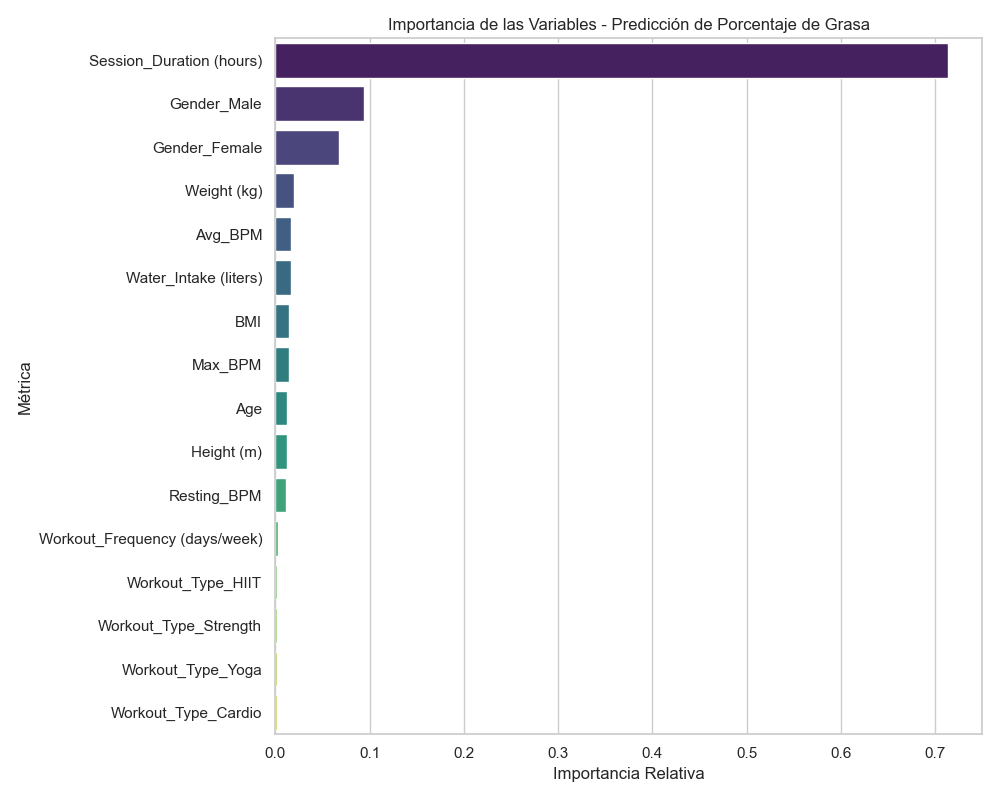 Importancia de las Variables - Predicción de Porcentaje de Grasa
Session_Duration (hours)
Gender_Male
Gender_Female
Weight (kg)
Avg_BPM
Water_Intake (liters)
BMI
Max_BPM
Age
Height (m)
Resting_BPM
Workout_Frequency (days/week)
Workout_Type_HIIT
Workout_Type_Strength
Workout_Type_Yoga
Workout_Type_Cardio
Métrica
0.0 0.1 0.2 0.3 0.4 0.5 0.6 0.7
Importancia Relativa